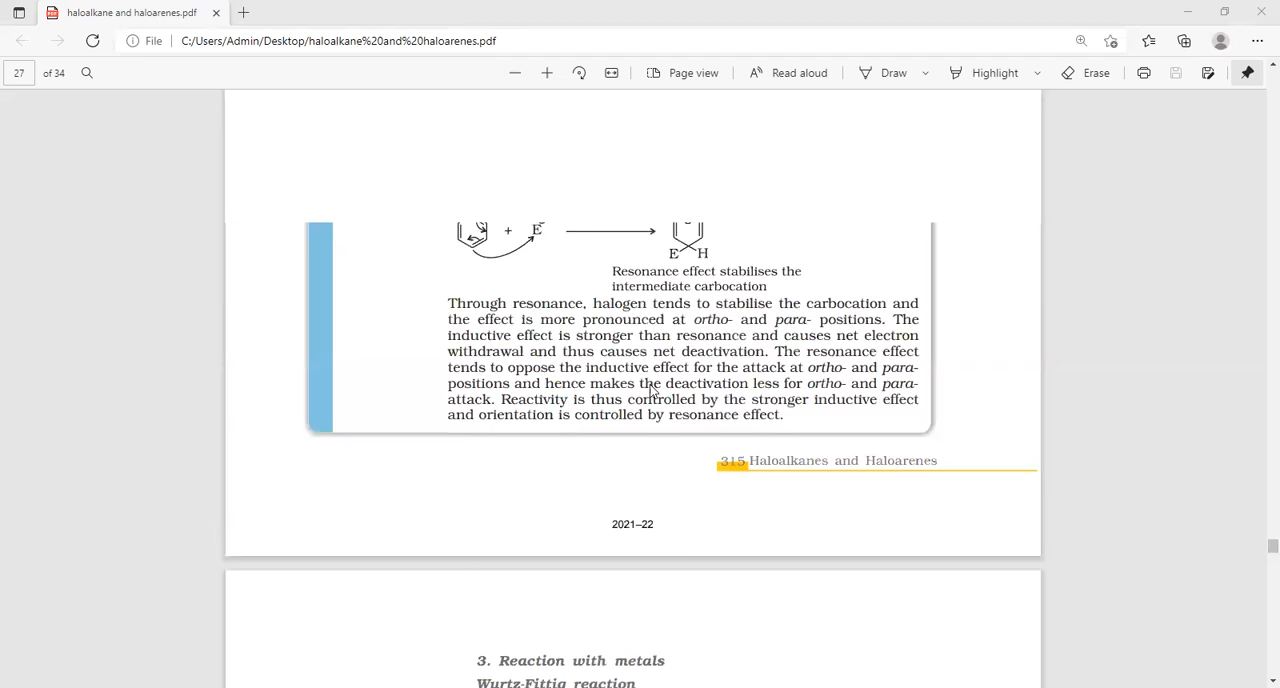 haloalkane and haloarenes.pdf
File C:/Users/Admin/Desktop/haloalkane%20and%20haloarenes.pdf
27 of 34 Page view Read aloud Draw Highlight Erase
+ E
E H
Resonance effect stabilises the
intermediate carbocation
Through resonance, halogen tends to stabilise the carbocation and
the effect is more pronounced at ortho- and para- positions. The
inductive effect is stronger than resonance and causes net electron
withdrawal and thus causes net deactivation. The resonance effect
tends to oppose the inductive effect for the attack at ortho- and para-
positions and hence makes the deactivation less for ortho- and para-
attack. Reactivity is thus controlled by the stronger inductive effect
and orientation is controlled by resonance effect.
315 Haloalkanes and Haloarenes
2021–22
3. Reaction with metals
Wurtz-Fittig reaction